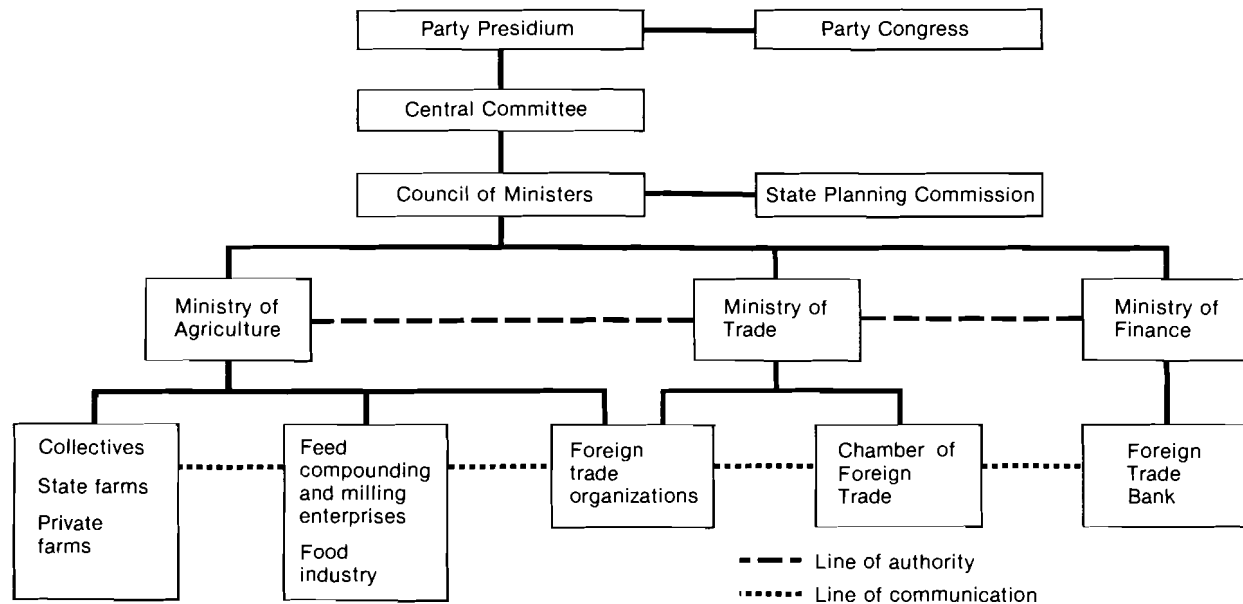 Party Presidium
Party Congress
Central Committee
Council of Ministers
State Planning Commission
Ministry of
Agriculture
Ministry of
Trade
Ministry of
Finance
Collectives
State farms
Private
farms
Feed
compounding
and milling
enterprises
Food
industry
Foreign
trade
organizations
Chamber of
Foreign
Trade
Foreign
Trade
Bank
Line of authority
Line of communication